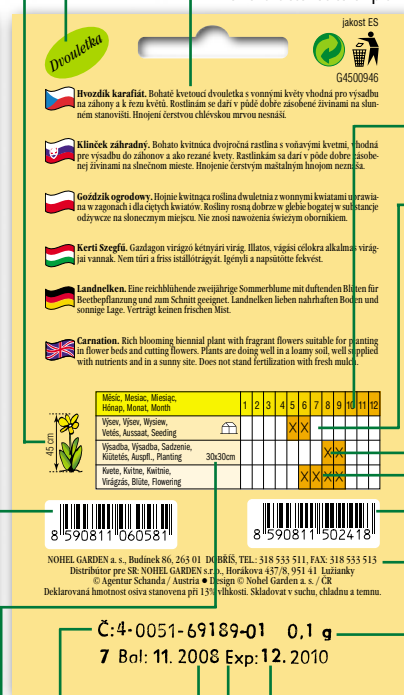 jakost ES
Dvouletka
G4500946
Hvozdík karafiát. Bohatě kvetoucí dvouletka s vonnými květy vhodná pro výsadbu
na záhony a k řezu květů. Rostlinám se daří v půdě dobře zásobené živinami na slun-
ném stanovišti. Hnojení čerstvou chlévskou mrvou nesnáší.
Klinček záhradný. Bohato kvitnúca dvojročná rastlina s voňavými kvetmi, vhodná
pre výsadbu do záhonov a ako rezané kvety. Rastlinkám sa darí v pôde dobre zásobe-
nej živinami na slnečnom mieste. Hnojenie čerstvým maštalným hnojom neznáša.
Goździk ogrodowy. Hojnie kwitnąca roślina dwuletnia z wonnymi kwiatami uprawia-
na w zagonach i dla ciętych kwiatów. Rośliny rosną dobrze w glebie bogatej w substancje
odżywcze na słonecznym miejscu. Nie znosi nawożenia świeżym obornikiem.
Kerti Szegfű. Gazdagon virágzó kétnyári virág. Illatos, vágási célokra alkalmas virág-
jai vannak. Nem tűri a friss istállótrágyát. Igényli a napsütötte fekvést.
Landnelken. Eine reichblühende zweijährige Sommerblume mit duftenden Blüten für
Beetbepflanzung und zum Schnitt geeignet. Landnelken lieben nahrhaften Boden und
sonnige Lage. Verträgt keinen frischen Mist.
Carnation. Rich blooming biennial plant with fragrant flowers suitable for planting
in flower beds and cutting flowers. Plants are doing well in a loamy soil, well supplied
with nutrients and in a sunny site. Does not stand fertilization with fresh mulch.
Měsíc, Mesiac, Miesiąc,
Hónap, Monat, Month 1 2 3 4 5 6 7 8 9 10 11 12
Výsev, Výsev, Wysiew,
Vetés, Aussaat, Seeding X X
Výsadba, Výsadba, Sadzenie,
Kiütetés, Auspfl., Planting 30x30cm X X
Kvete, Kvitne, Kwitnie,
Virágzás, Blüte, Flowering X X X X
45 cm
8 590811 060581
8 590811 502418
NOHEL GARDEN a. s., Budínek 86, 263 01 DOBŘÍŠ, TEL.: 318 533 511, FAX: 318 533 513
Distribútor pre SR: NOHEL GARDEN s.r.o., Horákova 437/8, 951 41 Lužianky
© Agentur Schanda / Austria ● Design © Nohel Garden a. s. / ČR
Deklarovaná hmotnost osiva stanovena při 13% vlhkosti. Skladovat v suchu, chladnu a temnu.
Č:4-0051-69189-01 0,1 g
7 Bal: 11. 2008 Exp: 12. 2010